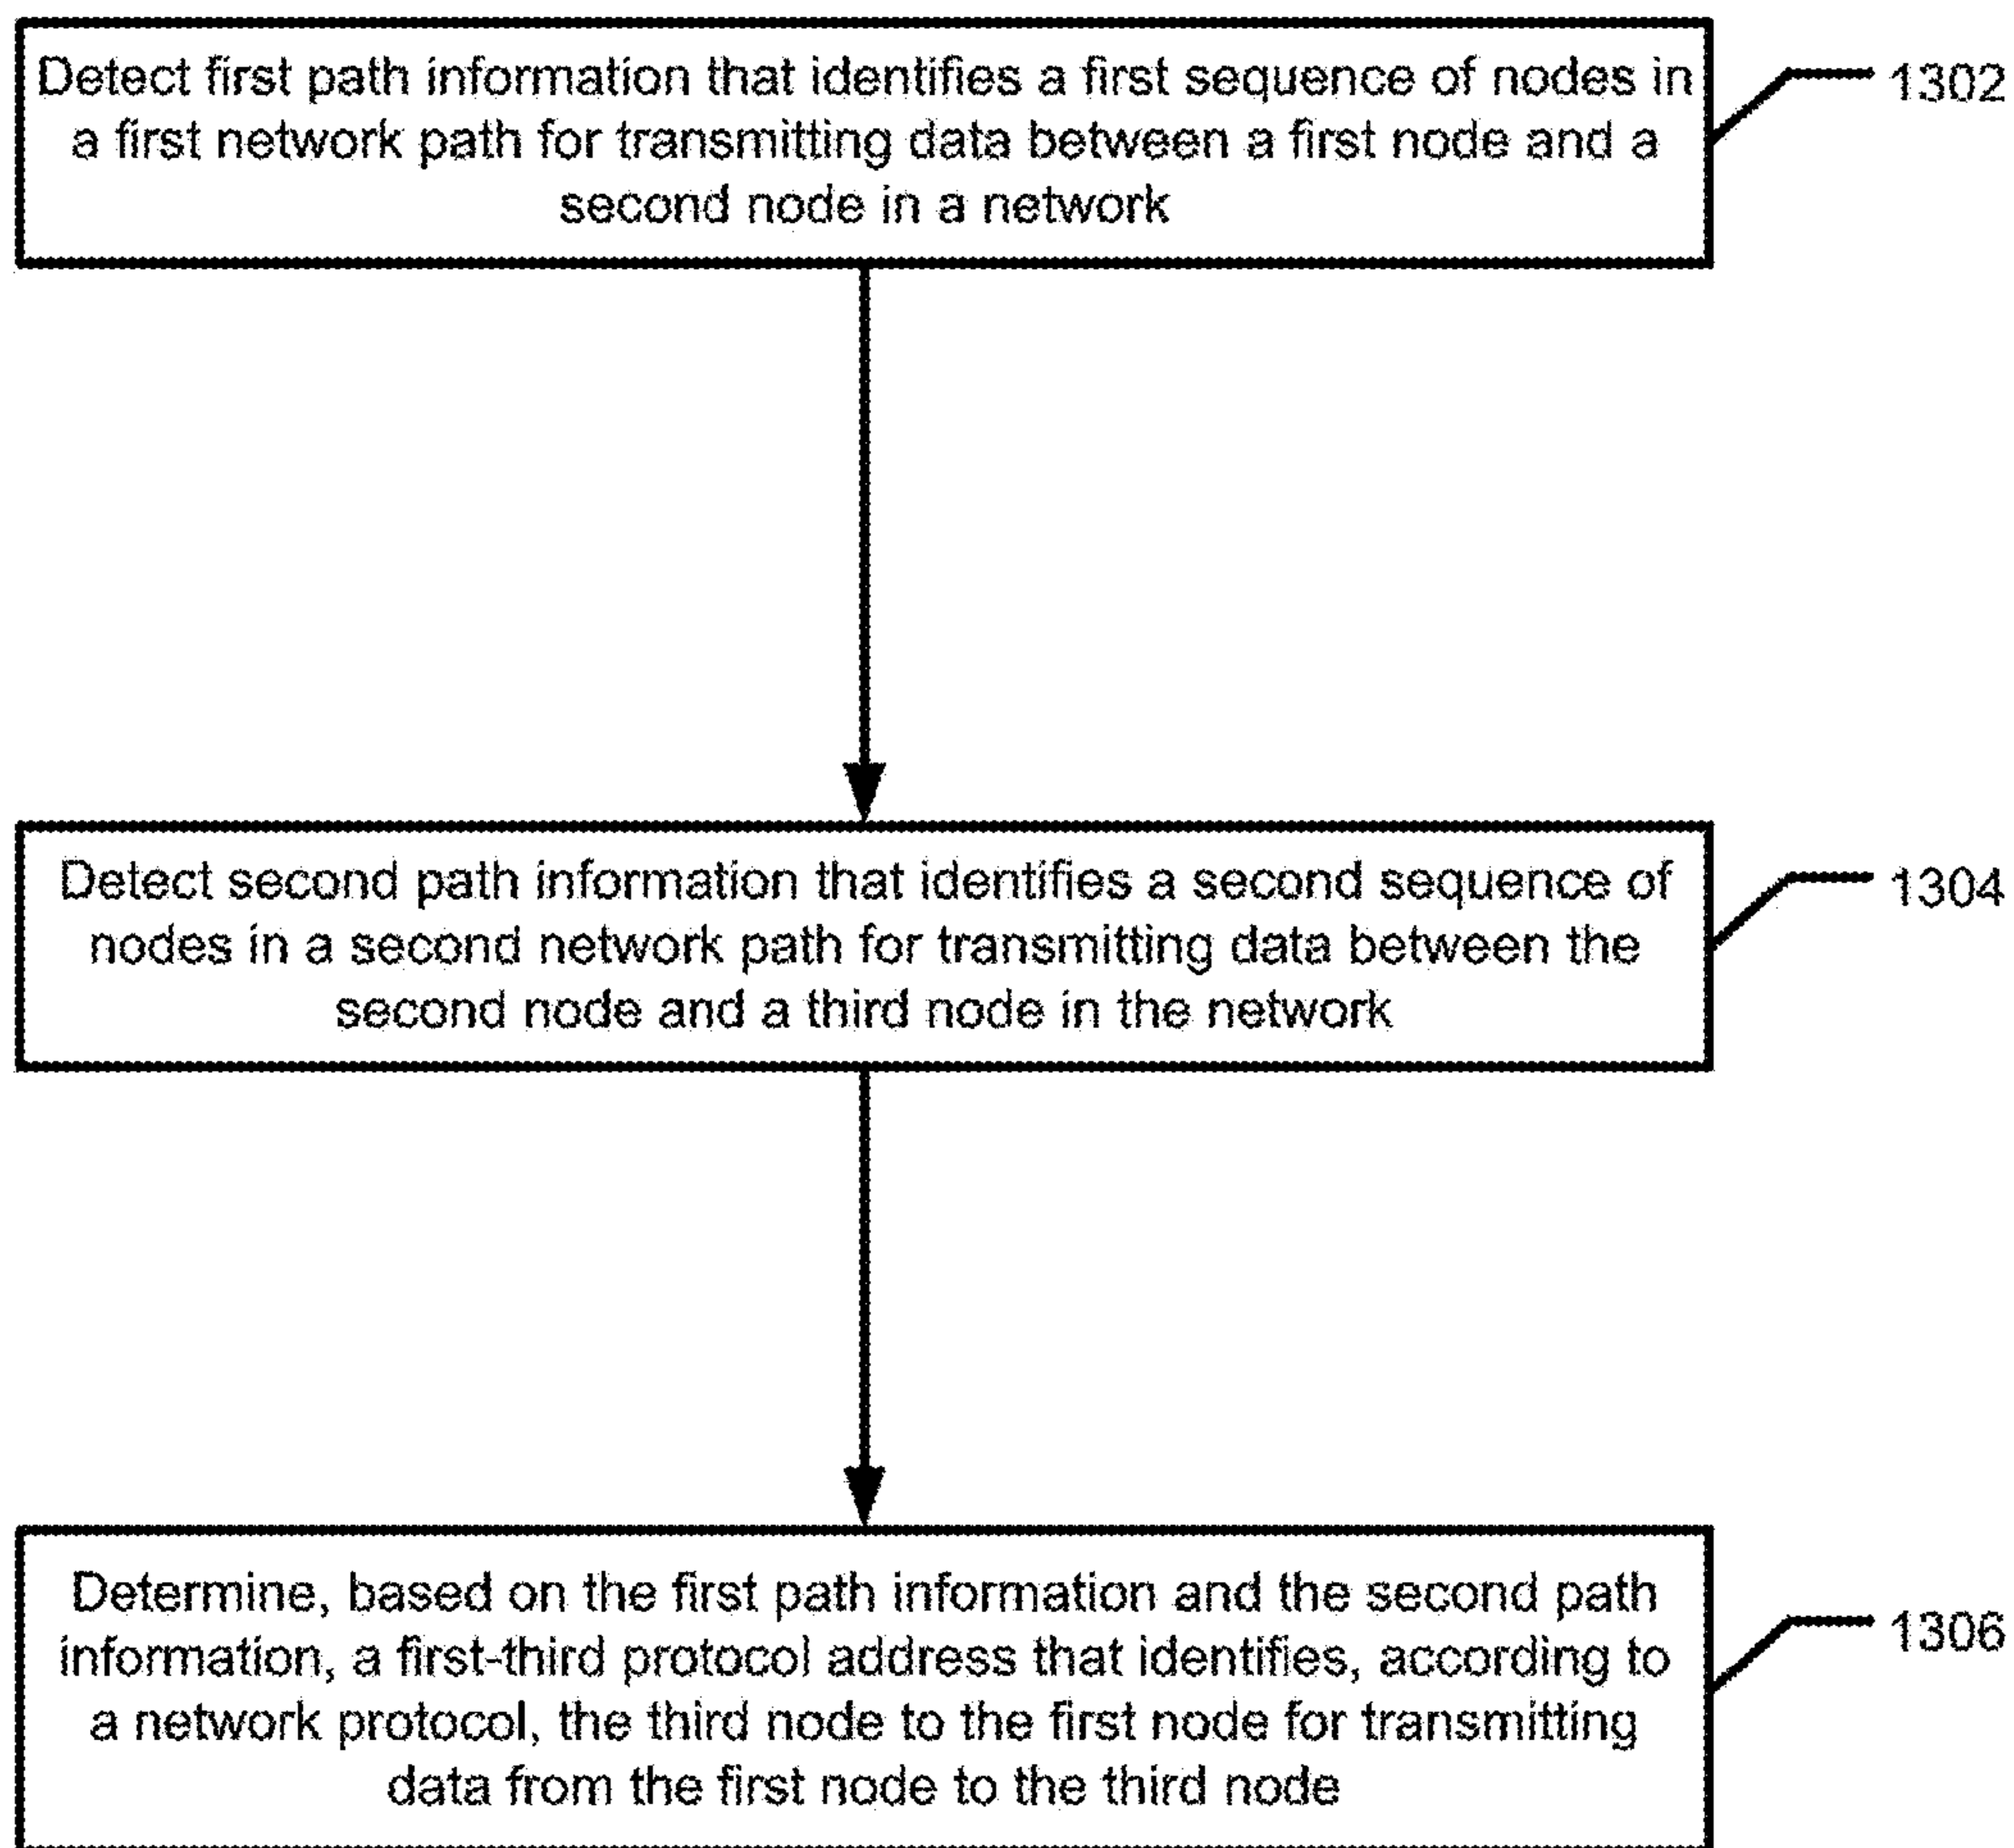 Detect first path information that identifies a first sequence of nodes in
a first network path for transmitting data between a first node and a
second node in a network
1302
Detect second path information that identifies a second sequence of
nodes in a second network path for transmitting data between the
second node and a third node in the network
1304
Determine, based on the first path information and the second path
information, a first-third protocol address that identifies, according to
a network protocol, the third node to the first node for transmitting
data from the first node to the third node
1306